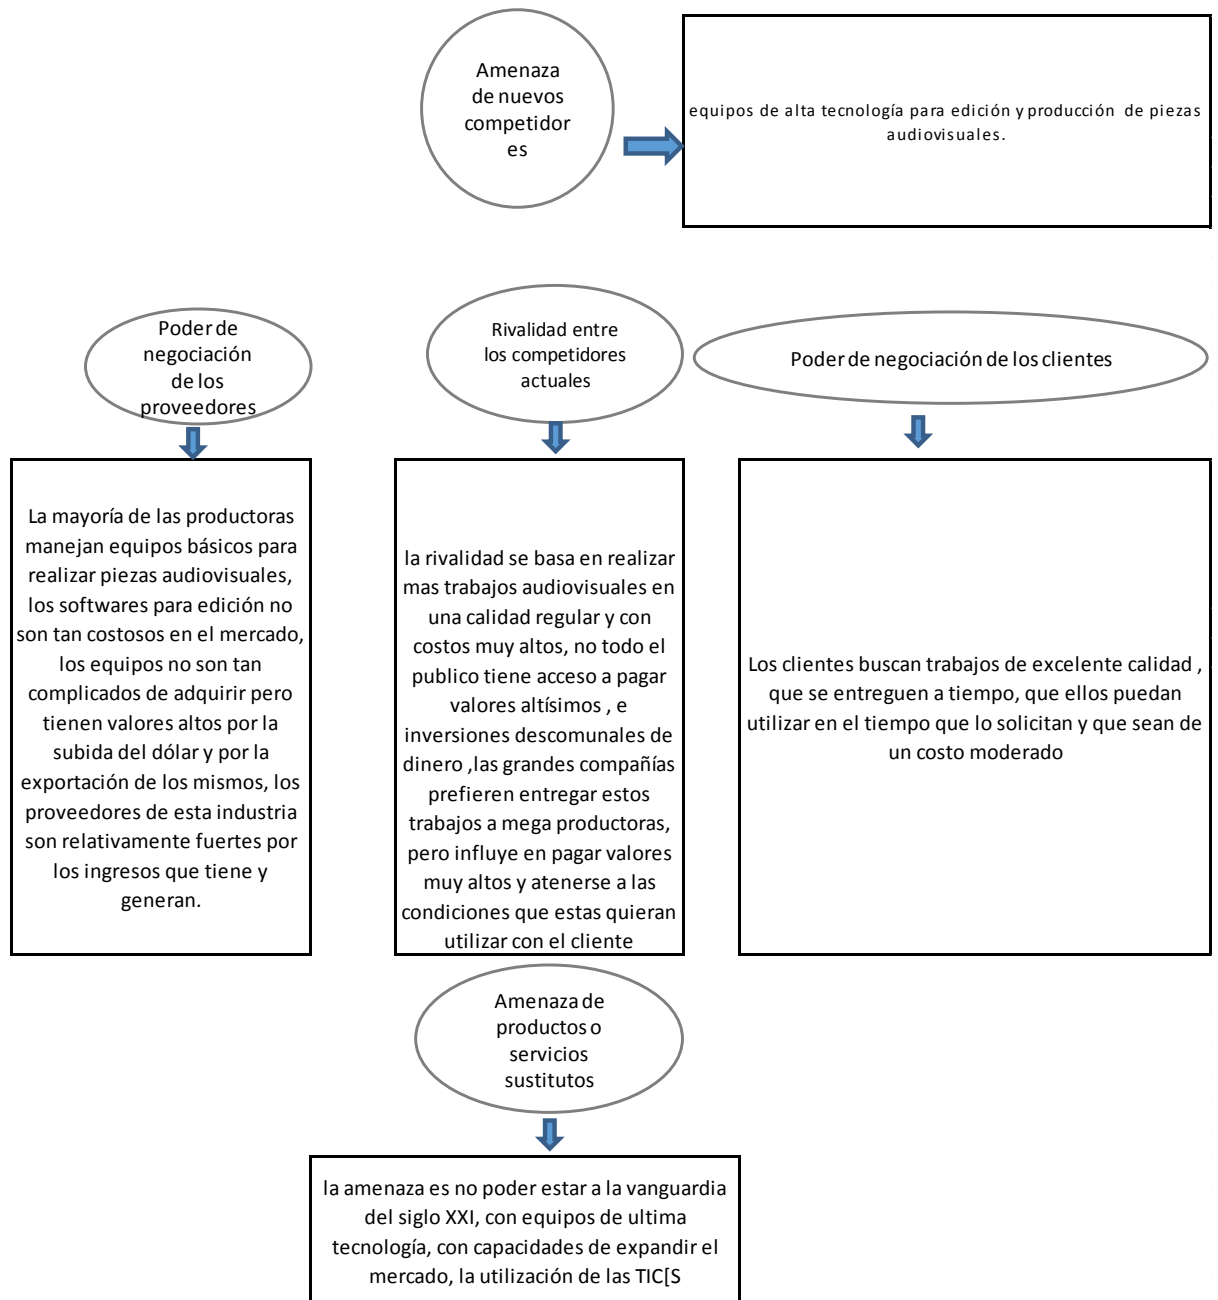 Amenaza
de nuevos
competidor
es
equipos de alta tecnología para edición y producción de piezas
audiovisuales.
Poder de
negociación
de los
proveedores
Rivalidad entre
los competidores
actuales
Poder de negociación de los clientes
La mayoría de las productoras
manejan equipos básicos para
realizar piezas audiovisuales,
los softwares para edición no
son tan costosos en el mercado,
los equipos no son tan
complicados de adquirir pero
tienen valores altos por la
subida del dólar y por la
exportación de los mismos, los
proveedores de esta industria
son relativamente fuertes por
los ingresos que tiene y
generan.
la rivalidad se basa en realizar
mas trabajos audiovisuales en
una calidad regular y con
costos muy altos, no todo el
publico tiene acceso a pagar
valores altísimos , e
inversiones descomunales de
dinero ,las grandes compañías
prefieren entregar estos
trabajos a mega productoras,
pero influye en pagar valores
muy altos y atenerse a las
condiciones que estas quieran
utilizar con el cliente
Los clientes buscan trabajos de excelente calidad ,
que se entreguen a tiempo, que ellos puedan
utilizar en el tiempo que lo solicitan y que sean de
un costo moderado
Amenaza de
productos o
servicios
sustitutos
la amenaza es no poder estar a la vanguardia
del siglo XXI, con equipos de ultima
tecnología, con capacidades de expandir el
mercado, la utilización de las TIC[S